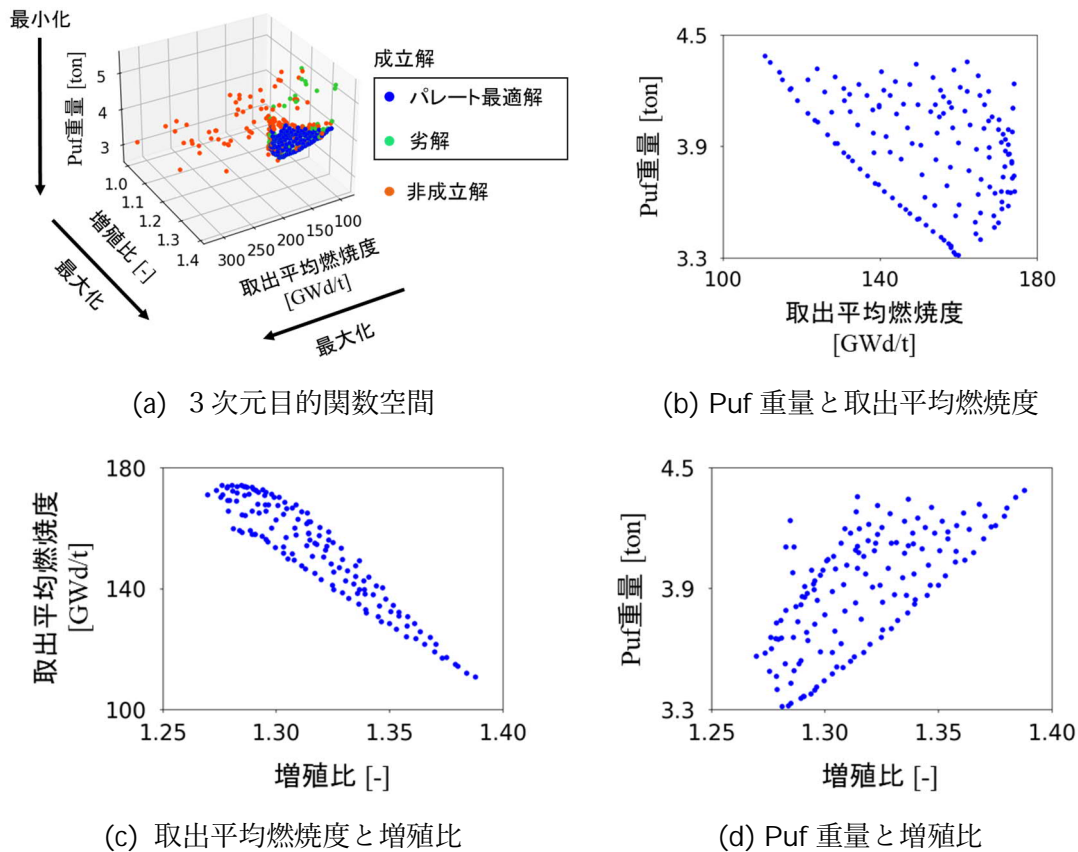 最小化
Puf重量 [ton]
5
4
3
1.0
1.1
1.2
1.3
1.4
増殖比 [-]
最大化
300
250
200
150
100
取出平均燃焼度
[GWd/t]
最大化
成立解
パレート最適解
劣解
非成立解
(a) 3次元目的関数空間
4.5
3.9
3.3
Puf重量 [ton]
100
140
180
取出平均燃焼度
[GWd/t]
(b) Puf 重量と取出平均燃焼度
180
140
100
取出平均燃焼度
[GWd/t]
1.25
1.30
1.35
1.40
増殖比 [-]
(c) 取出平均燃焼度と増殖比
4.5
3.9
3.3
Puf重量 [ton]
1.25
1.30
1.35
1.40
増殖比 [-]
(d) Puf 重量と増殖比